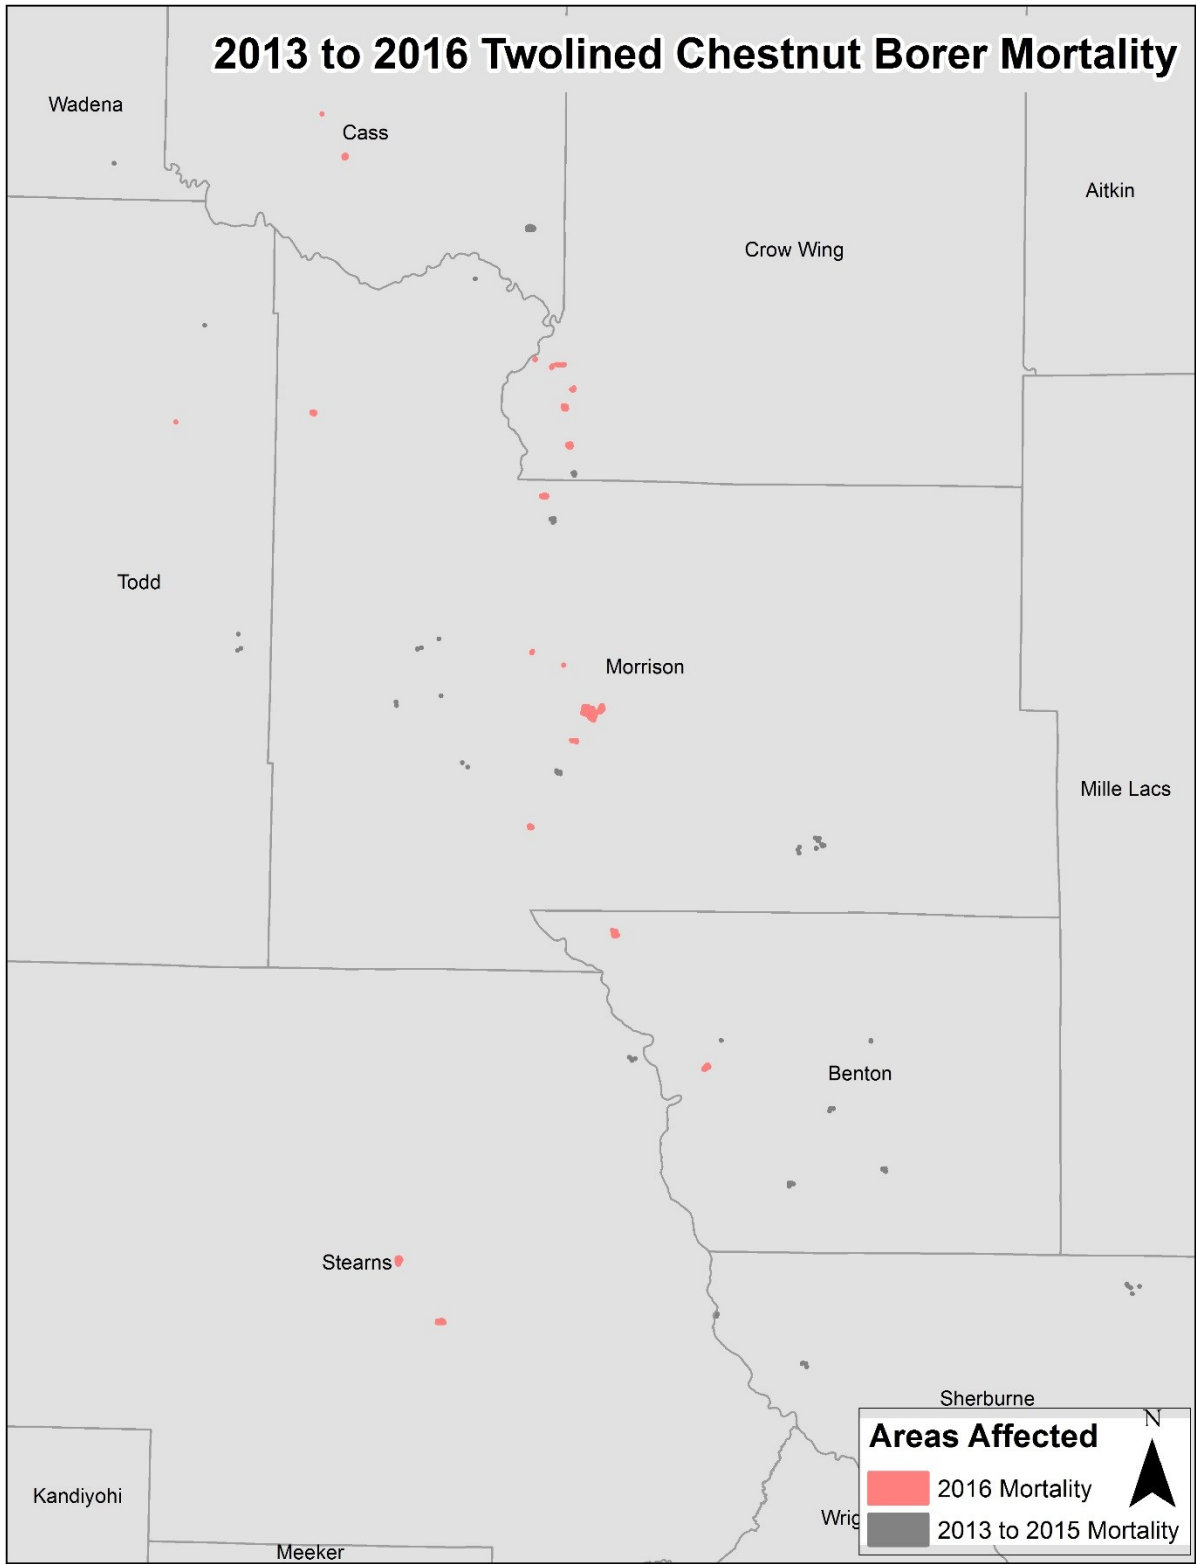 2013 to 2016 Twolined Chestnut Borer Mortality
Wadena
Cass
Aitkin
Crow Wing
Todd
Morrison
Mille Lacs
Benton
Stearns
Sherburne
Areas Affected
N
2016 Mortality
2013 to 2015 Mortality
Kandiyohi
Wrig
Meeker